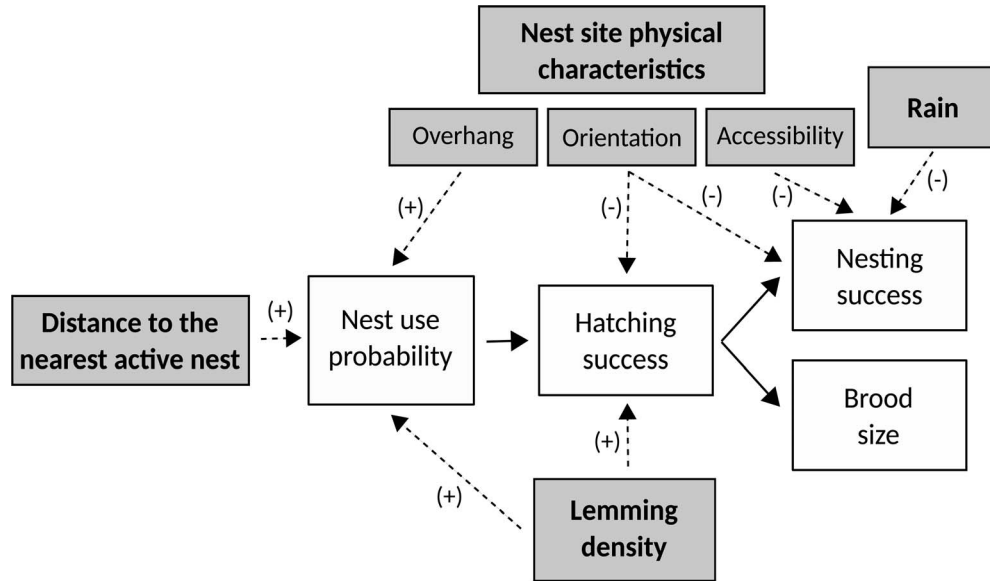 Nest site physical
characteristics
Rain
Overhang
Orientation
Accessibility
(+)
(-)
(-)
(-)
(-)
Nesting
success
Distance to the
nearest active nest
(+)
Nest use
probability
Hatching
success
Brood
size
(+)
(+)
Lemming
density